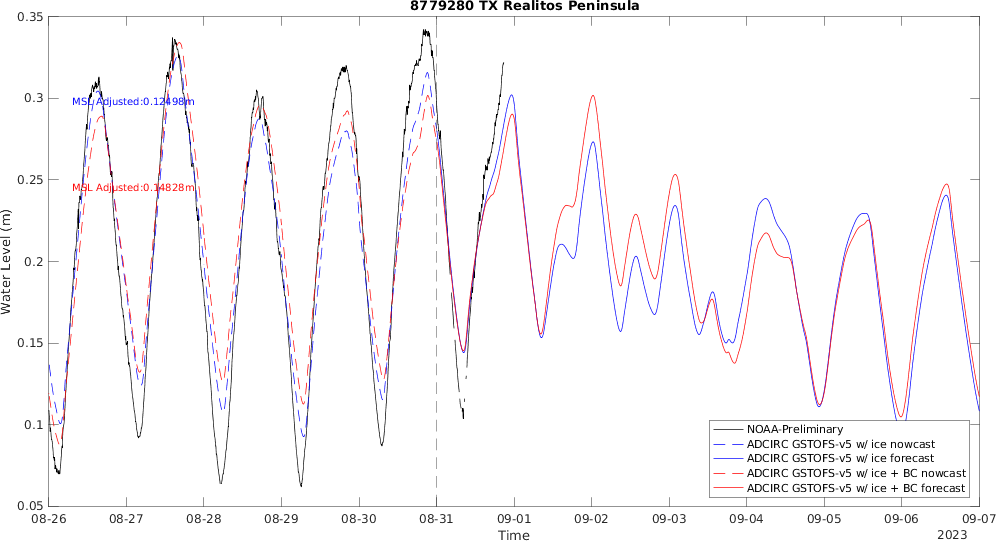 8779280 TX Realitos Peninsula
0.35
0.3
0.25
0.2
0.15
0.1
0.05
Water Level (m)
MSL Adjusted:0.12498m
MSL Adjusted:0.14828m
NOAA-Preliminary
ADCIRC GSTOFS-v5 w/ ice nowcast
ADCIRC GSTOFS-v5 w/ ice forecast
ADCIRC GSTOFS-v5 w/ ice + BC nowcast
ADCIRC GSTOFS-v5 w/ ice + BC forecast
08-26 08-27 08-28 08-29 08-30 08-31 09-01 09-02 09-03 09-04 09-05 09-06 09-07
Time
2023